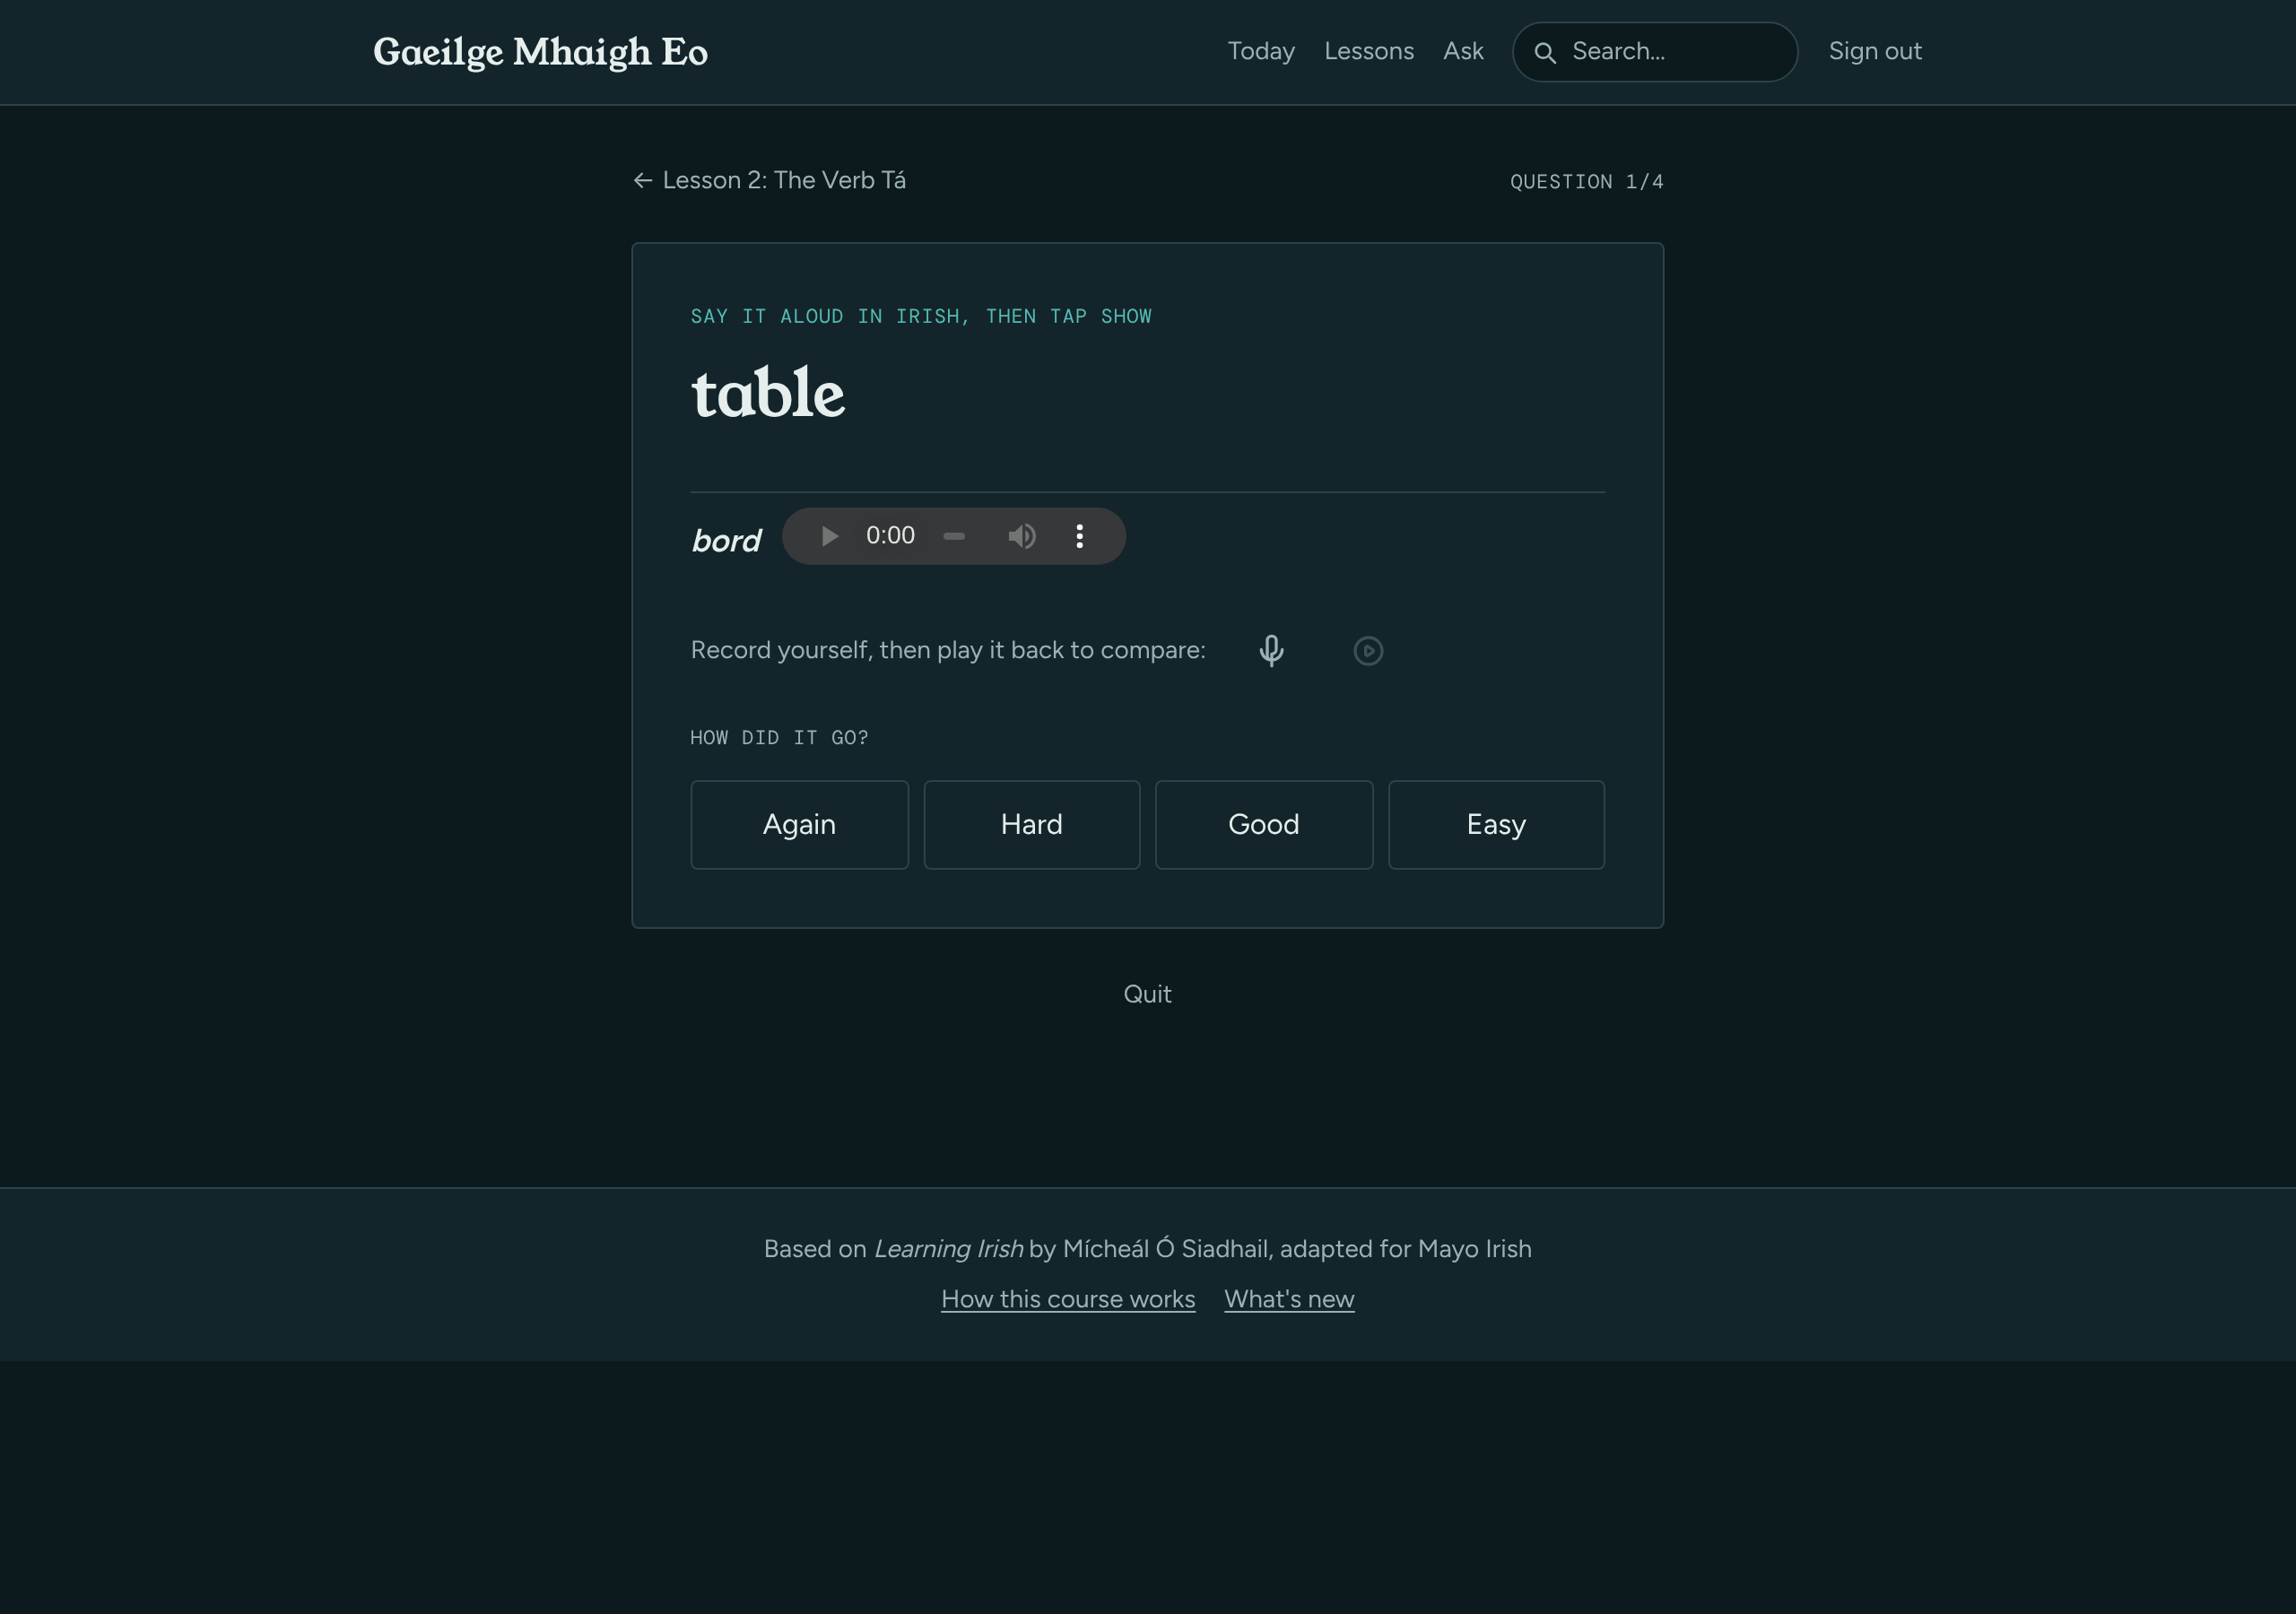 Gaeilge Mhaigh Eo
Today Lessons Ask Search... Sign out
← Lesson 2: The Verb Tá
QUESTION 1/4
SAY IT ALOUD IN IRISH, THEN TAP SHOW
table
bord 0:00
Record yourself, then play it back to compare:
HOW DID IT GO?
Again Hard Good Easy
Quit
Based on Learning Irish by Mícheál Ó Siadhail, adapted for Mayo Irish
How this course works What's new